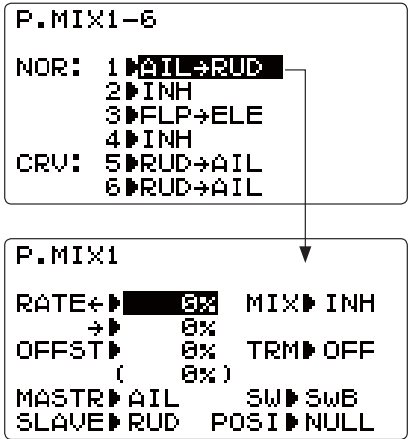 P.MIX1-6
NOR: 1▶AIL→RUD
2▶INH
3▶FLP→ELE
4▶INH
CRV: 5▶RUD→AIL
6▶RUD→AIL
P.MIX1
RATE←▶ 0% MIX▶ INH
→▶ 0%
OFFST▶ 0% TRM▶ OFF
( 0%)
MASTR▶ AIL SW▶ SwB
SLAVE▶ RUD POSI▶ NULL